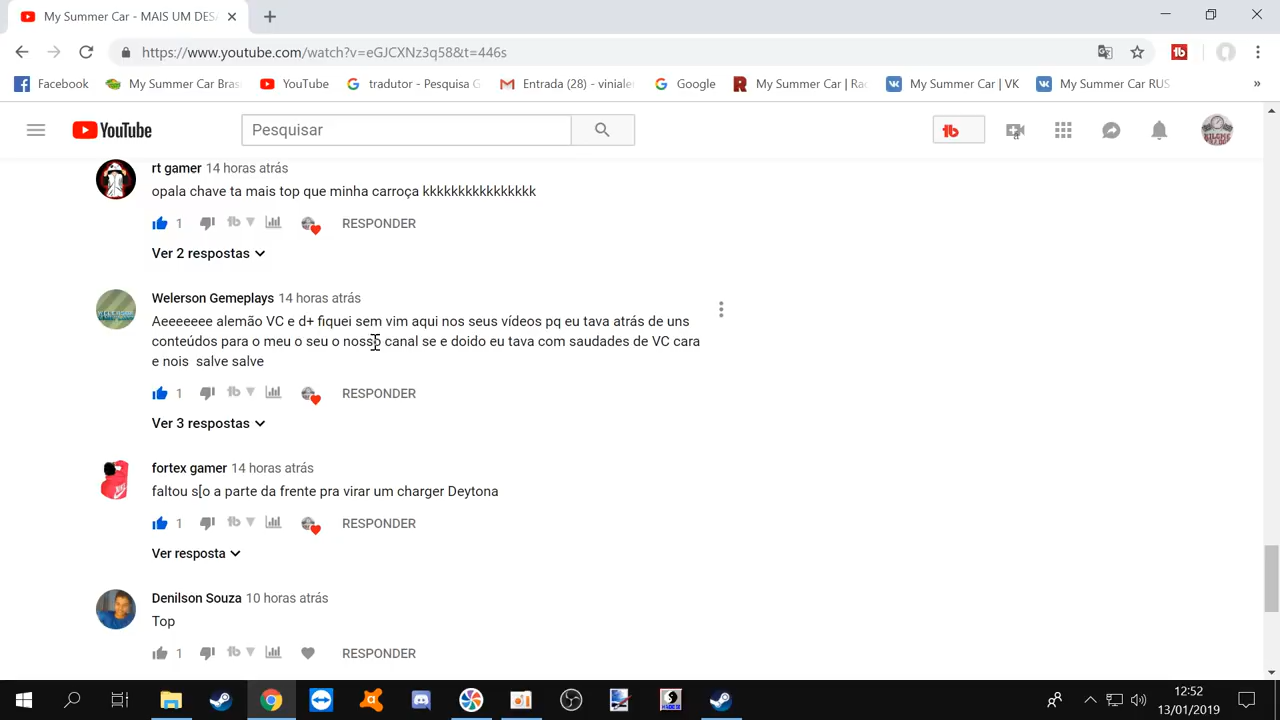 My Summer Car - MAIS UM DESA
https://www.youtube.com/watch?v=eGJCXNz3q58&t=446s
Facebook
My Summer Car Bras
YouTube
tradutor - Pesquisa G
Entrada (28) - vinialer
Google
My Summer Car | Rac
My Summer Car | VK
My Summer Car RUS
»
YouTube
Pesquisar
rt gamer 14 horas atrás
opala chave ta mais top que minha carroça kkkkkkkkkkkkkkkk
1 RESPONDER
Ver 2 respostas
Welerson Gemeplays 14 horas atrás
Aeeeeeee alemão VC e d+ fiquei sem vim aqui nos seus vídeos pq eu tava atrás de uns
conteúdos para o meu o seu o nosso canal se e doido eu tava com saudades de VC cara
e nois salve salve
1 RESPONDER
Ver 3 respostas
fortex gamer 14 horas atrás
faltou s[o a parte da frente pra virar um charger Deytona
1 RESPONDER
Ver resposta
Denilson Souza 10 horas atrás
Top
1 RESPONDER
12:52
13/01/2019